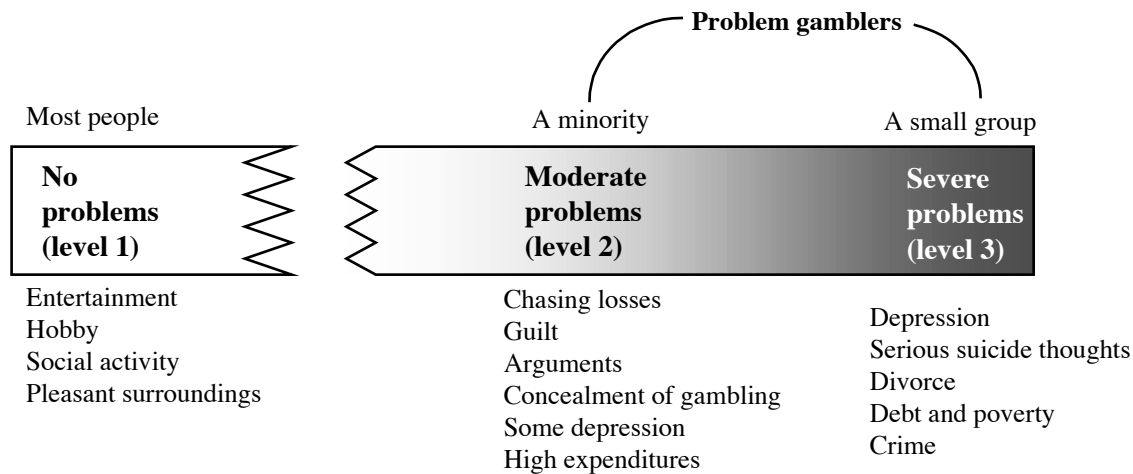 Problem gamblers
Most people
A minority
A small group
No
problems
(level 1)
Moderate
problems
(level 2)
Severe
problems
(level 3)
Entertainment
Hobby
Social activity
Pleasant surroundings
Chasing losses
Guilt
Arguments
Concealment of gambling
Some depression
High expenditures
Depression
Serious suicide thoughts
Divorce
Debt and poverty
Crime